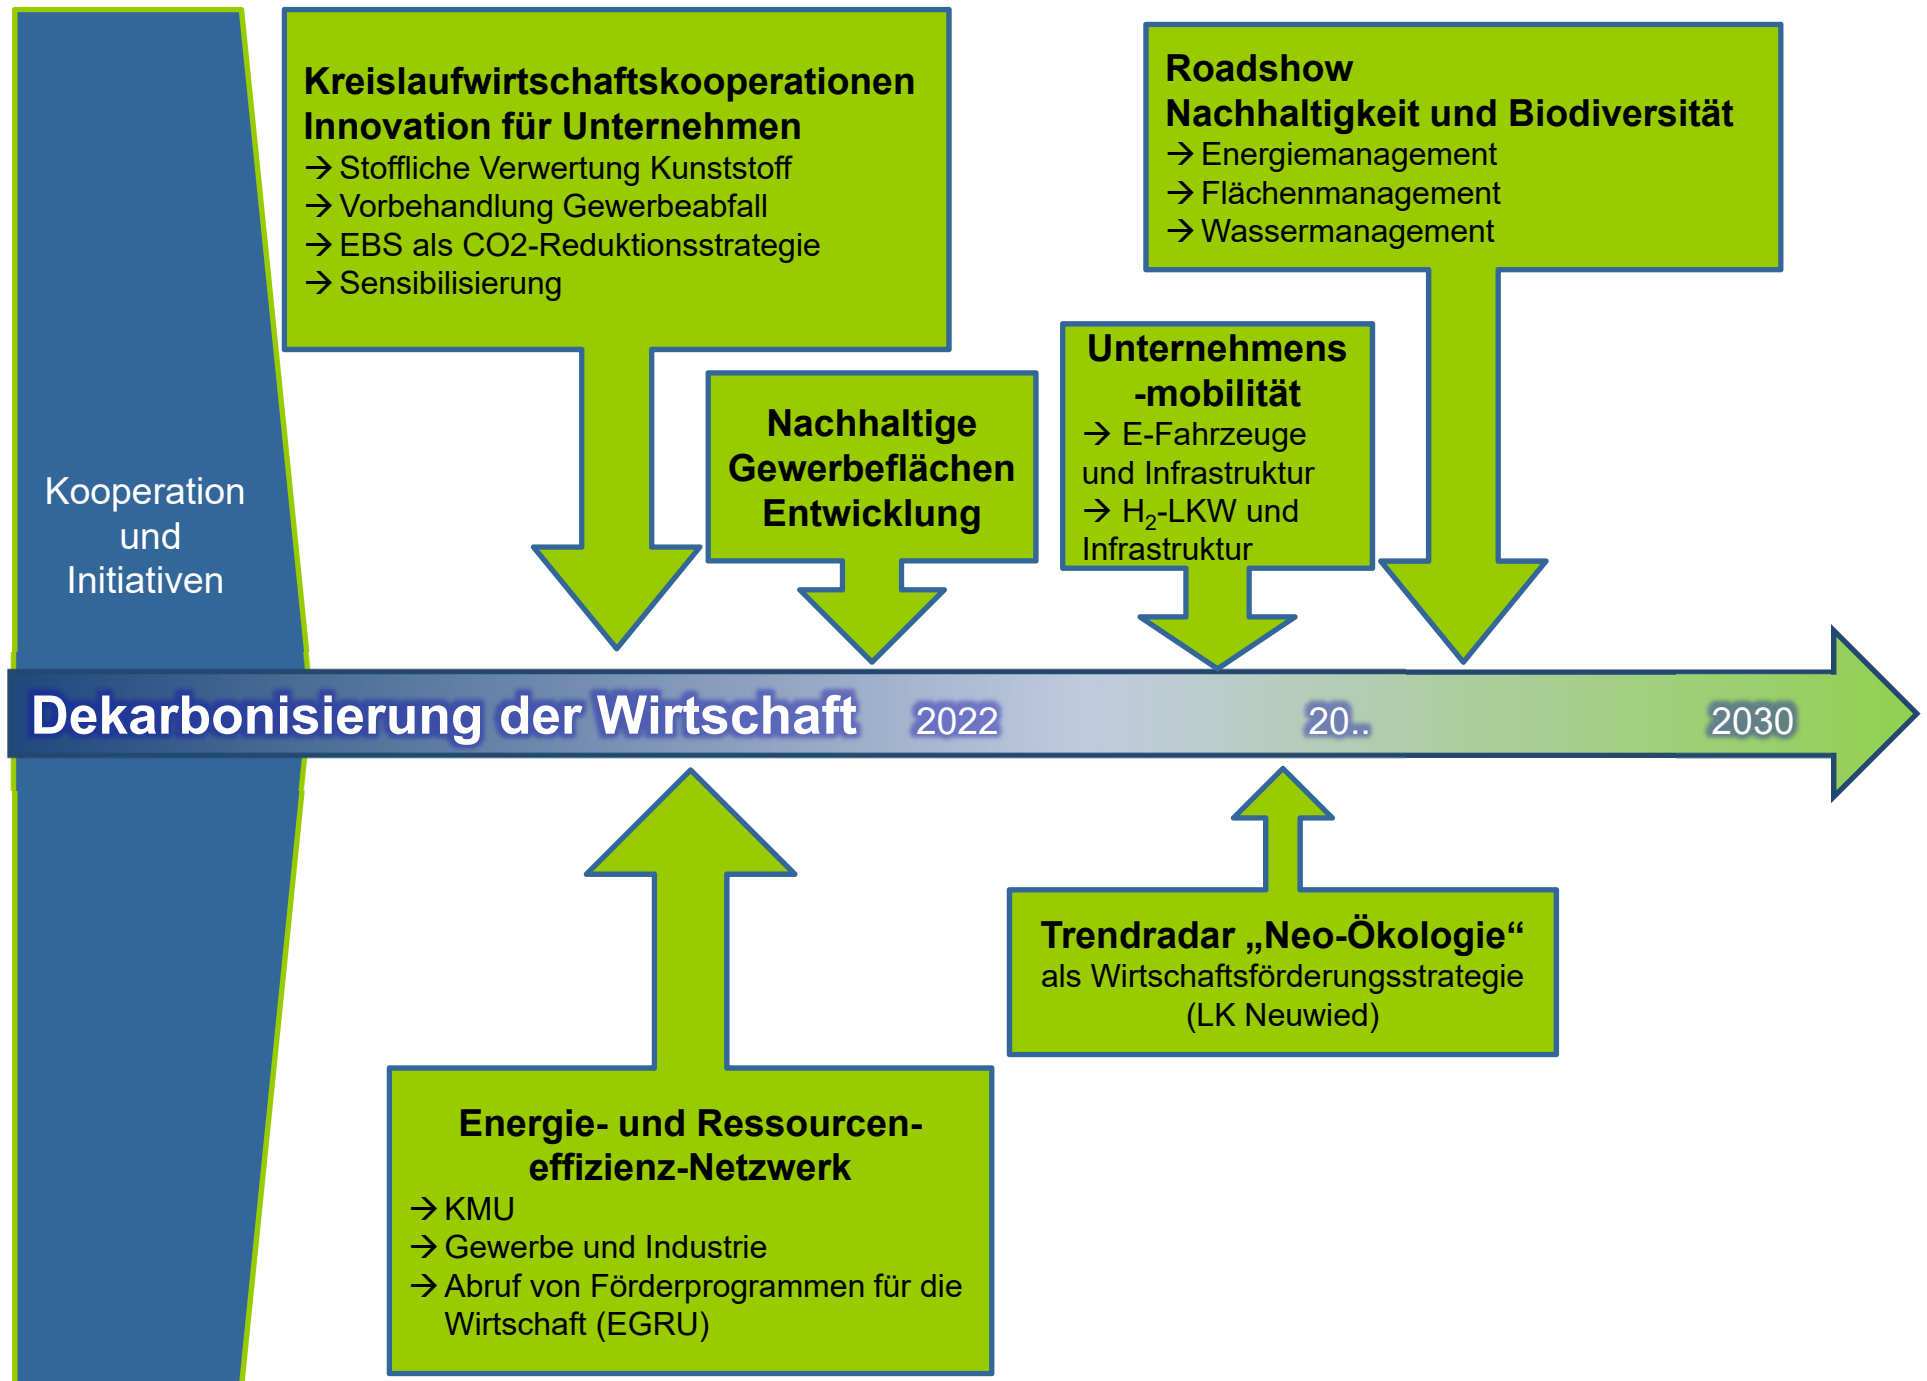 Kreislaufwirtschaftskooperationen
Innovation für Unternehmen
→ Stoffliche Verwertung Kunststoff
→ Vorbehandlung Gewerbeabfall
→ EBS als CO2-Reduktionsstrategie
→ Sensibilisierung
Roadshow
Nachhaltigkeit und Biodiversität
→ Energiemanagement
→ Flächenmanagement
→ Wassermanagement
Nachhaltige
Gewerbeflächen
Entwicklung
Unternehmens
-mobilität
→ E-Fahrzeuge
und Infrastruktur
→ H₂-LKW und
Infrastruktur
Kooperation
und
Initiativen
Dekarbonisierung der Wirtschaft 2022 20.. 2030
Trendradar „Neo-Ökologie“
als Wirtschaftsförderungsstrategie
(LK Neuwied)
Energie- und Ressourcen-
effizienz-Netzwerk
→ KMU
→ Gewerbe und Industrie
→ Abruf von Förderprogrammen für die
Wirtschaft (EGRU)